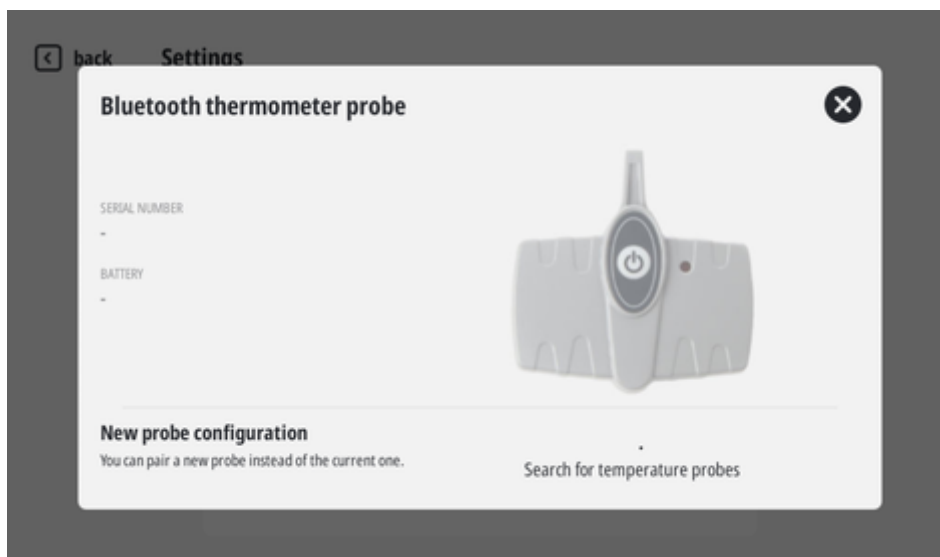 back Settings
Bluetooth thermometer probe
SERIAL NUMBER
-
BATTERY
-
New probe configuration
You can pair a new probe instead of the current one.
Search for temperature probes